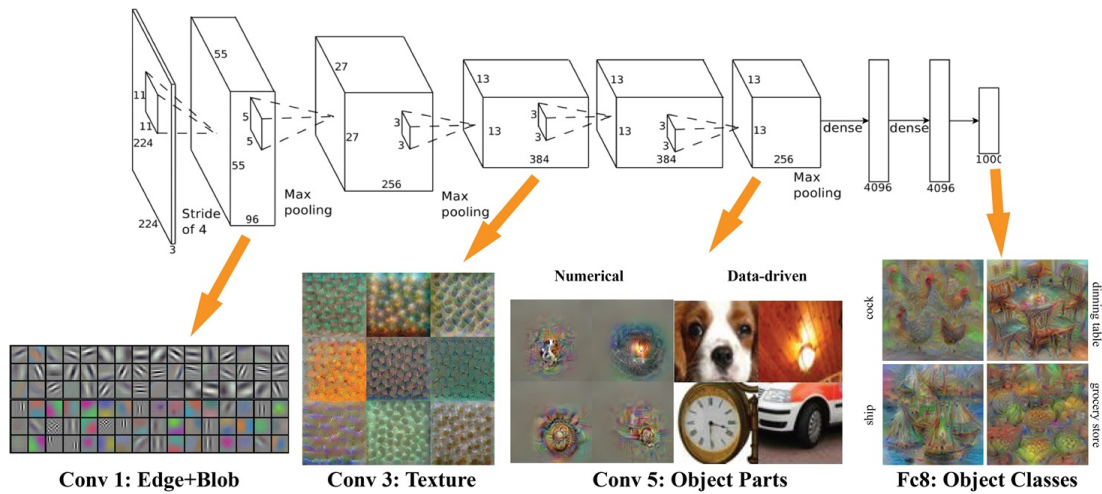 55
27
13
13
13
11
5
3
3
3
11
5
27
3
13
3
13
3
13
224
55
384
384
256
dense
dense
1000
Max
pooling
256
Max
pooling
Max
pooling
4096
4096
224
Stride
of 4
96
3
Numerical
Data-driven
cock
dinning table
ship
grocery store
Conv 1: Edge+Blob
Conv 3: Texture
Conv 5: Object Parts
Fc8: Object Classes